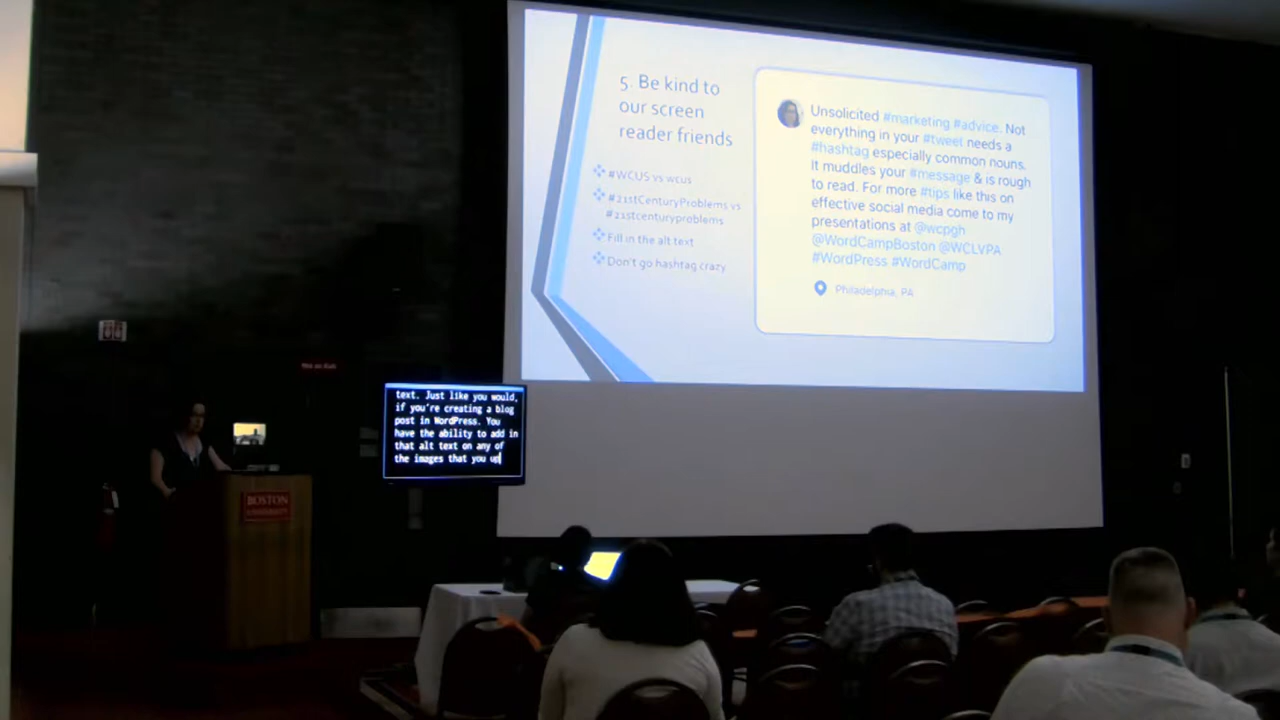 5 Be kind to
our screen
reader friends
#WCUS vs wcus
#21stCenturyProblems vs
#21stcenturyproblems
Fill in the alt text
Don't go hashtag crazy
Unsolicited #marketing #advice. Not
everything in your #tweet needs a
#hashtag especially common nouns.
It muddles your #message & is rough
to read. For more #tips like this on
effective social media come to my
presentations at @wcpgh
@WordCampBoston @WCLVPA
#WordPress #WordCamp
Philadelphia, PA
text. Just like you would,
if you're creating a blog
post in WordPress. You
have the ability to add in
that alt text on any of
the images that you up
BOSTON
UNIVERSITY